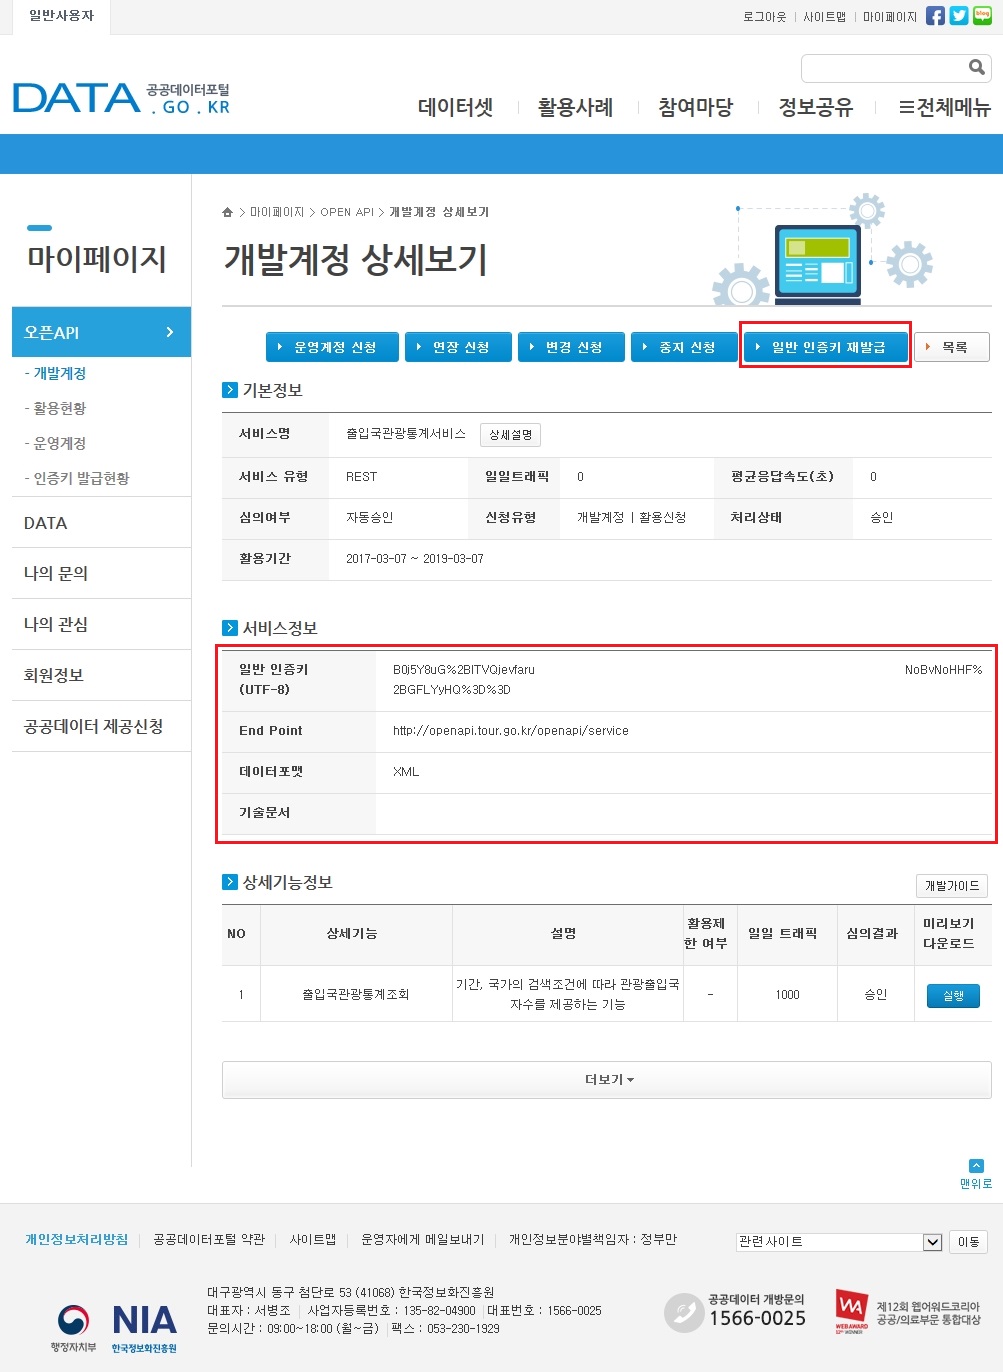 일반사용자
로그아웃 | 사이트맵 | 마이페이지
blog
DATA 공공데이터포털
. GO . KR
데이터셋 활용사례 참여마당 정보공유 전체메뉴
마이페이지 > OPEN API > 개발계정 상세보기
마이페이지
개발계정 상세보기
오픈API
- 개발계정
- 활용현황
- 운영계정
- 인증키 발급현황
DATA
나의 문의
나의 관심
회원정보
공공데이터 제공신청
운영계정 신청 연장 신청 변경 신청 중지 신청 일반 인증키 재발급 목록
기본정보
서비스명 출입국관광통계서비스 상세설명
서비스 유형 REST 일일트래픽 0 평균응답속도(초) 0
심의여부 자동승인 신청유형 개발계정 | 활용신청 처리상태 승인
활용기간 2017-03-07 ~ 2019-03-07
서비스정보
일반 인증키 B0j5Y8uG%2BITVQievfaru NoBvNoHHF%
(UTF-8) 2BGFLYyHQ%3D%3D
End Point http://openapi.tour.go.kr/openapi/service
데이터포맷 XML
기술문서
상세기능정보
개발가이드
NO 상세기능 설명 활용제한 여부 일일 트래픽 심의결과 미리보기 다운로드
1 출입국관광통계조회 기간, 국가의 검색조건에 따라 관광출입국자수를 제공하는 기능 - 1000 승인 실행
더보기
맨위로
개인정보처리방침 공공데이터포털 약관 사이트맵 운영자에게 메일보내기 개인정보분야별책임자 : 정부만
관련사이트 이동
행정자치부
NIA
한국정보화진흥원
대구광역시 동구 첨단로 53 (41068) 한국정보화진흥원
대표자 : 서병조 | 사업자등록번호 : 135-82-04900 | 대표번호 : 1566-0025
문의시간 : 09:00~18:00 (월~금) | 팩스 : 053-230-1929
공공데이터 개방문의
1566-0025
WEB AWARD
WINNER
제12회 웹어워드코리아
공공/의료부문 통합대상